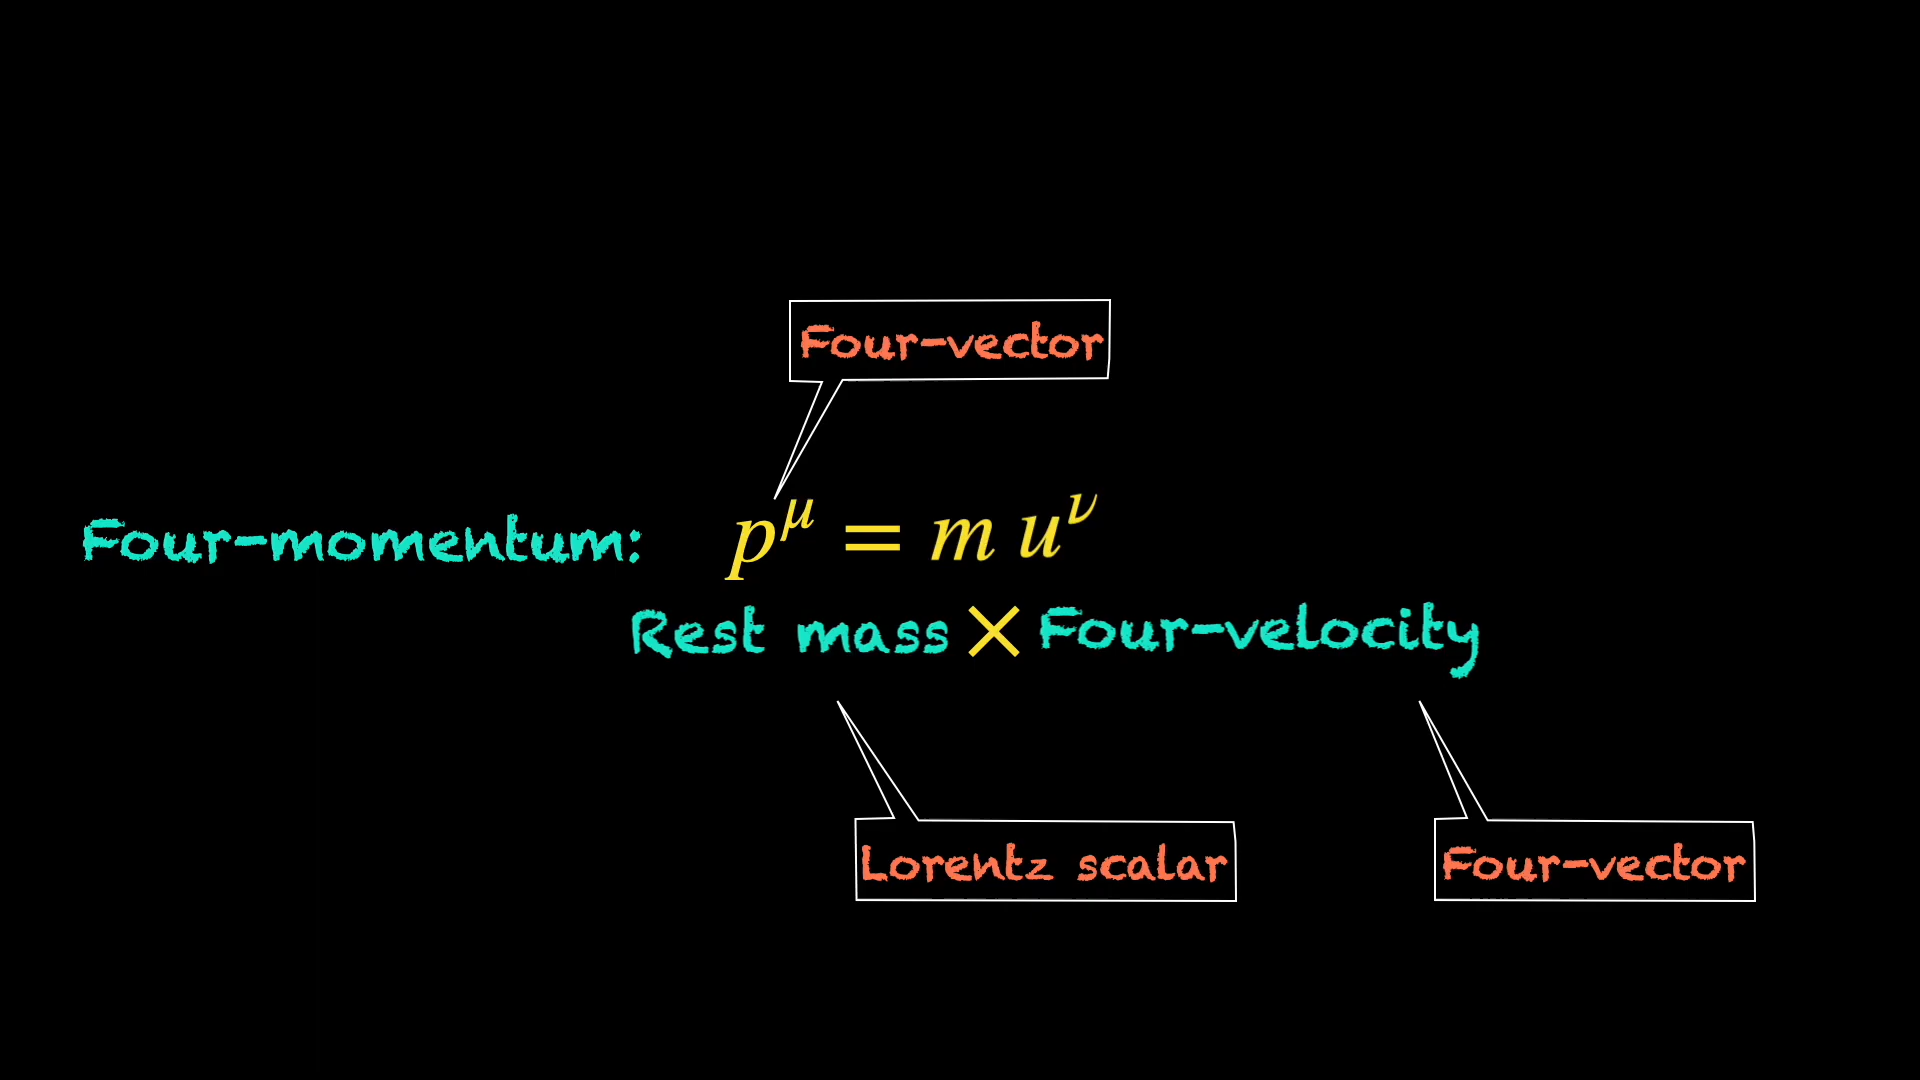 Four-vector
Four-momentum: p^μ = m u^ν
Rest mass × Four-velocity
Lorentz scalar Four-vector